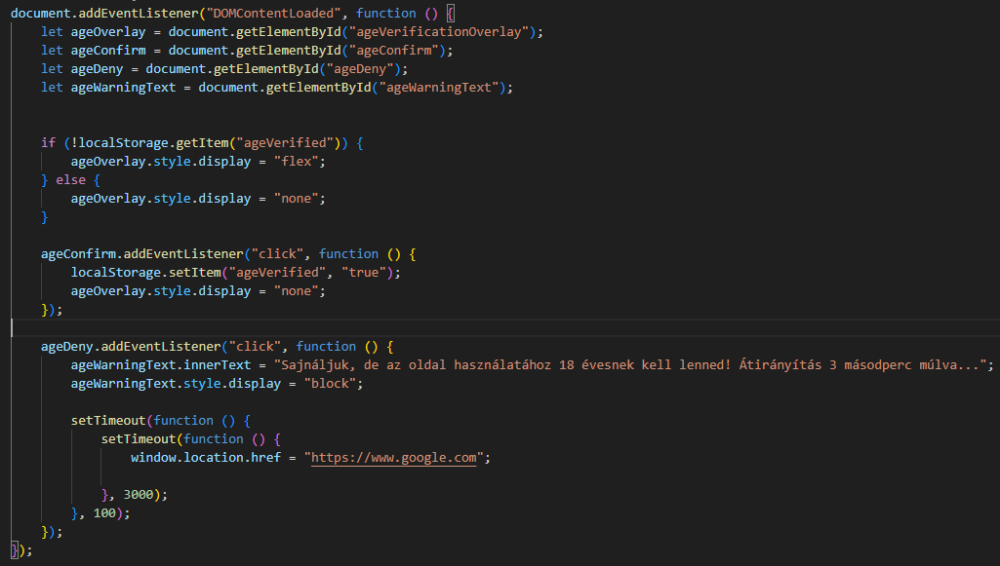 document.addEventListener("DOMContentLoaded", function () {
    let ageOverlay = document.getElementById("ageVerificationOverlay");
    let ageConfirm = document.getElementById("ageConfirm");
    let ageDeny = document.getElementById("ageDeny");
    let ageWarningText = document.getElementById("ageWarningText");
    if (!localStorage.getItem("ageVerified")) {
        ageOverlay.style.display = "flex";
    } else {
        ageOverlay.style.display = "none";
    }
    ageConfirm.addEventListener("click", function () {
        localStorage.setItem("ageVerified", "true");
        ageOverlay.style.display = "none";
    });
    ageDeny.addEventListener("click", function () {
        ageWarningText.innerText = "Sajnáljuk, de az oldal használatához 18 évesnek kell lenned! Átirányítás 3 másodperc múlva...";
        ageWarningText.style.display = "block";
        setTimeout(function () {
            setTimeout(function () {
                window.location.href = "https://www.google.com";
            }, 3000);
        }, 100);
    });
});